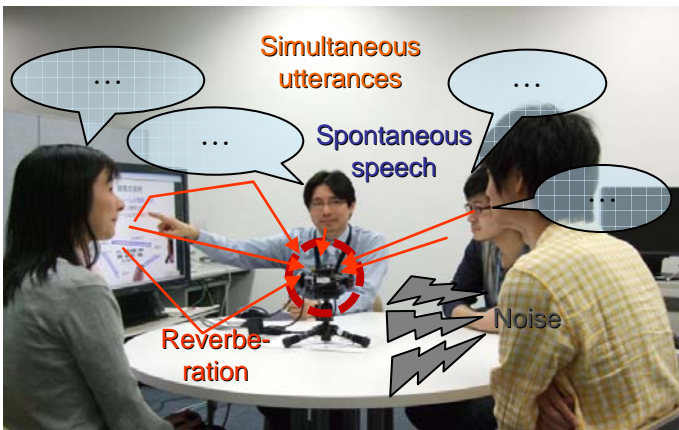 Simultaneous
utterances
...
...
...
Spontaneous
speech
...
Noise
Reverbe-
ration